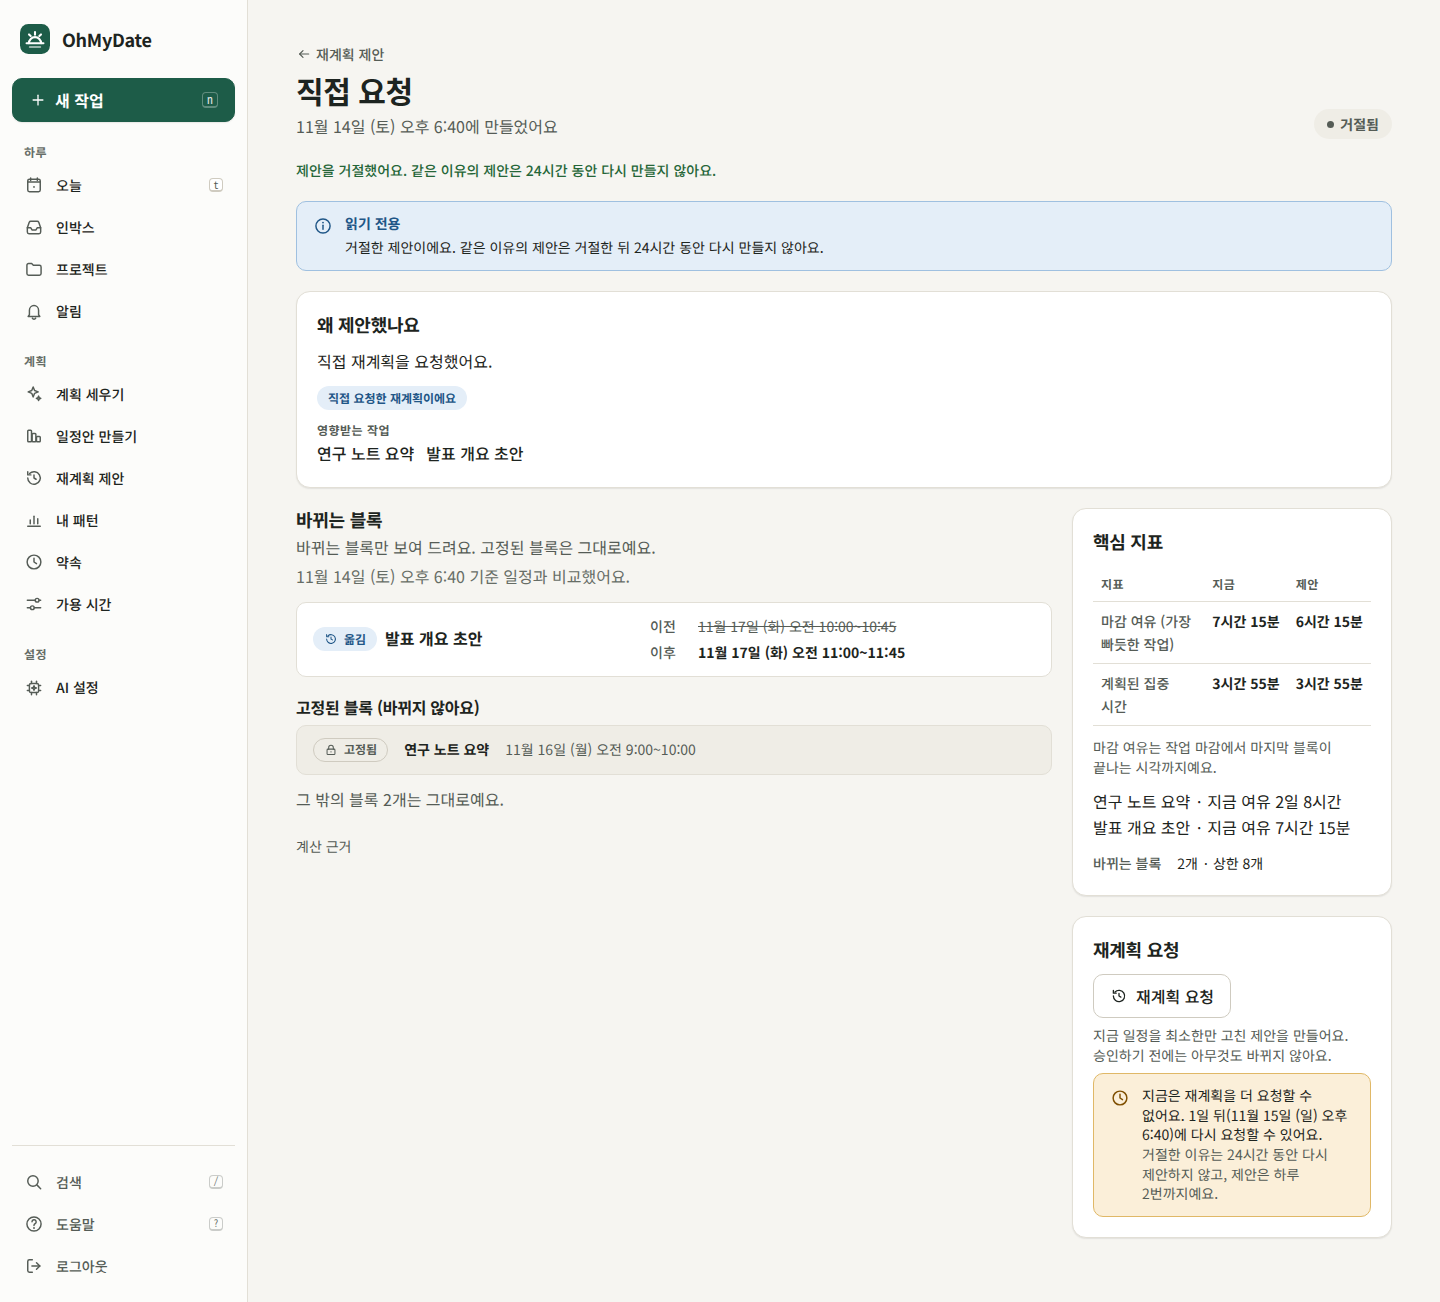 OhMyDate
새 작업 n
하루
오늘 t
인박스
프로젝트
알림
계획
계획 세우기
일정안 만들기
재계획 제안
내 패턴
약속
가용 시간
설정
AI 설정
검색 /
도움말 ?
로그아웃
← 재계획 제안
직접 요청
11월 14일 (토) 오후 6:40에 만들었어요
거절됨
제안을 거절했어요. 같은 이유의 제안은 24시간 동안 다시 만들지 않아요.
읽기 전용
거절한 제안이에요. 같은 이유의 제안은 거절한 뒤 24시간 동안 다시 만들지 않아요.
왜 제안했나요
직접 재계획을 요청했어요.
직접 요청한 재계획이에요
영향받는 작업
연구 노트 요약 발표 개요 초안
바뀌는 블록
바뀌는 블록만 보여 드려요. 고정된 블록은 그대로예요.
11월 14일 (토) 오후 6:40 기준 일정과 비교했어요.
옮김 발표 개요 초안
이전 11월 17일 (화) 오전 10:00~10:45
이후 11월 17일 (화) 오전 11:00~11:45
고정된 블록 (바뀌지 않아요)
고정됨 연구 노트 요약 11월 16일 (월) 오전 9:00~10:00
그 밖의 블록 2개는 그대로예요.
계산 근거
핵심 지표
지표 지금 제안
마감 여유 (가장 7시간 15분 6시간 15분
빠듯한 작업)
계획된 집중 3시간 55분 3시간 55분
시간
마감 여유는 작업 마감에서 마지막 블록이
끝나는 시각까지예요.
연구 노트 요약 · 지금 여유 2일 8시간
발표 개요 초안 · 지금 여유 7시간 15분
바뀌는 블록 2개 · 상한 8개
재계획 요청
재계획 요청
지금 일정을 최소한만 고친 제안을 만들어요.
승인하기 전에는 아무것도 바뀌지 않아요.
지금은 재계획을 더 요청할 수
없어요. 1일 뒤(11월 15일 (일) 오후
6:40)에 다시 요청할 수 있어요.
거절한 이유는 24시간 동안 다시
제안하지 않고, 제안은 하루
2번까지예요.